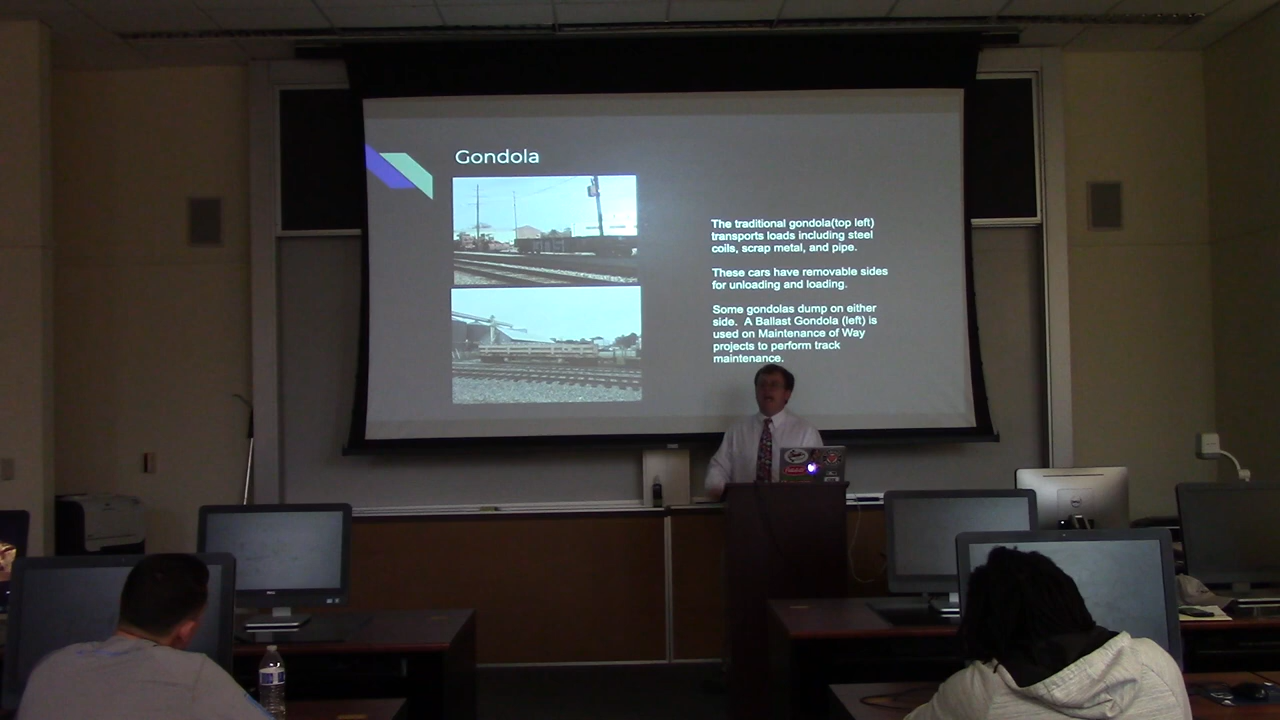 Gondola
The traditional gondola(top left)
transports loads including steel
coils, scrap metal, and pipe.
These cars have removable sides
for unloading and loading.
Some gondolas dump on either
side. A Ballast Gondola (left) is
used on Maintenance of Way
projects to perform track
maintenance.